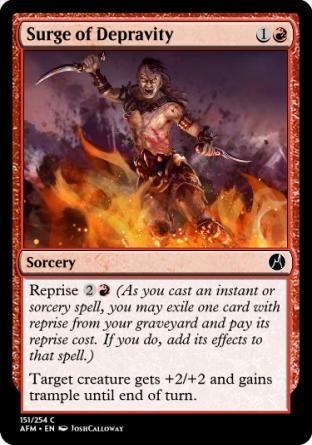 Surge of Depravity 1
Sorcery
Reprise 2 (As you cast an instant or
sorcery spell, you may exile one card with
reprise from your graveyard and pay its
reprise cost. If you do, add its effects to
that spell.)
Target creature gets +2/+2 and gains
trample until end of turn.
151/254 C
AFM • EN JoshCalloway